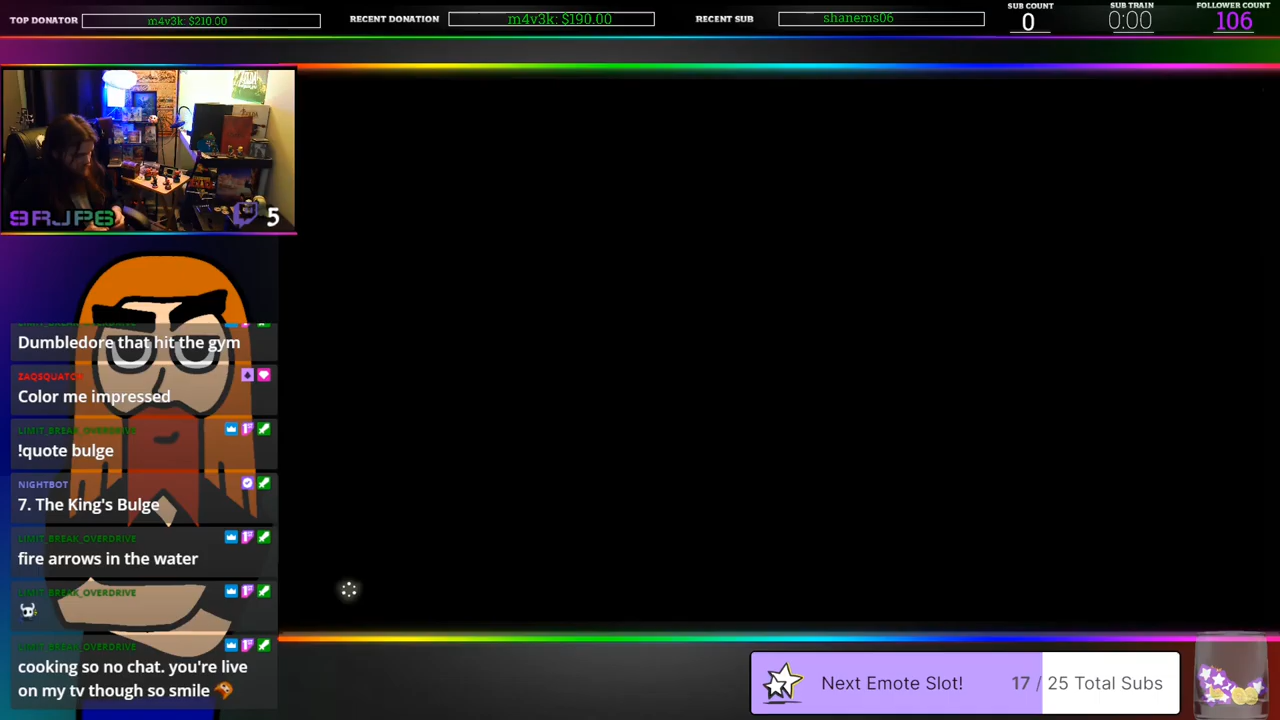 TOP DONATOR
m4v3k: $210.00
RECENT DONATION
m4v3k: $190.00
RECENT SUB
shanems06
SUB COUNT
0
SUB TRAIN
0:00
FOLLOWER COUNT
106
9RJP6
5
LIMIT_BREAK_OVERDRIVE
Dumbledore that hit the gym
Color me impressed
LIMIT_BREAK_OVERDRIVE
!quote bulge
NIGHTBOT
7. The King's Bulge
LIMIT_BREAK_OVERDRIVE
fire arrows in the water
LIMIT_BREAK_OVERDRIVE
LIMIT_BREAK_OVERDRIVE
cooking so no chat. you're live
on my tv though so smile
Next Emote Slot!
17 / 25 Total Subs